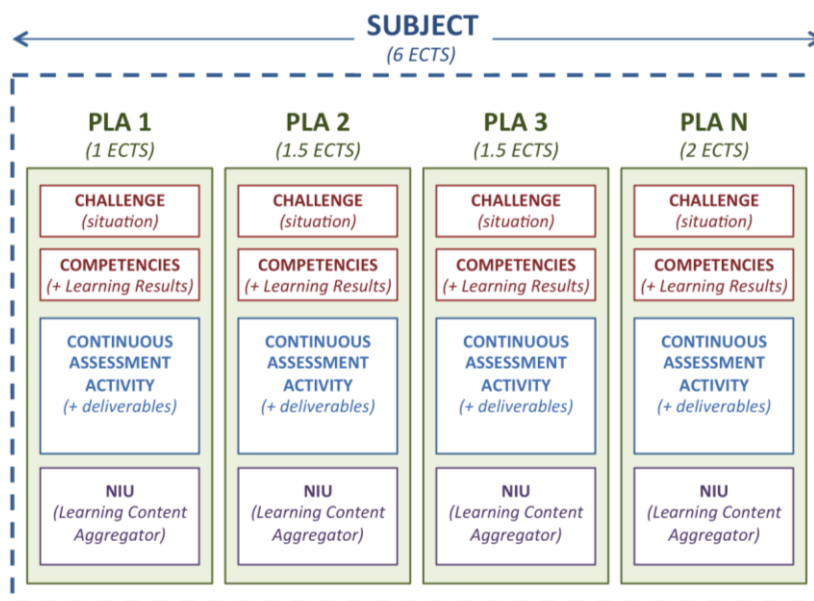 SUBJECT
(6 ECTS)
PLA 1
(1 ECTS)
CHALLENGE
(situation)
COMPETENCIES
(+ Learning Results)
CONTINUOUS
ASSESSMENT
ACTIVITY
(+ deliverables)
NIU
(Learning Content
Aggregator)
PLA 2
(1.5 ECTS)
CHALLENGE
(situation)
COMPETENCIES
(+ Learning Results)
CONTINUOUS
ASSESSMENT
ACTIVITY
(+ deliverables)
NIU
(Learning Content
Aggregator)
PLA 3
(1.5 ECTS)
CHALLENGE
(situation)
COMPETENCIES
(+ Learning Results)
CONTINUOUS
ASSESSMENT
ACTIVITY
(+ deliverables)
NIU
(Learning Content
Aggregator)
PLA N
(2 ECTS)
CHALLENGE
(situation)
COMPETENCIES
(+ Learning Results)
CONTINUOUS
ASSESSMENT
ACTIVITY
(+ deliverables)
NIU
(Learning Content
Aggregator)